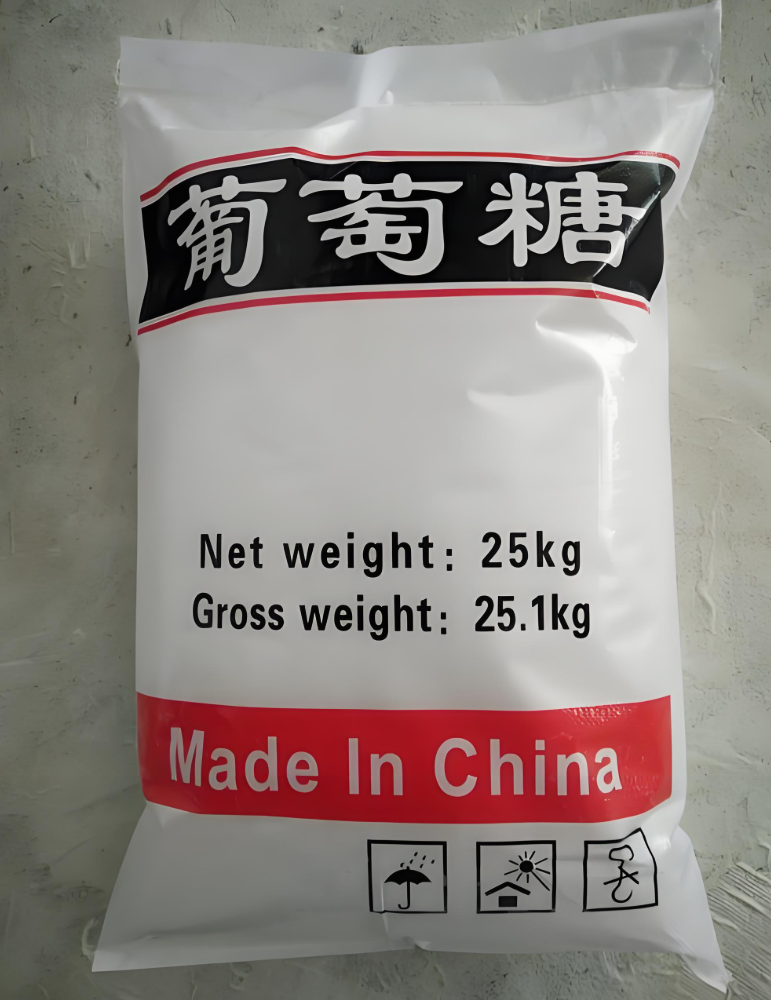 葡萄糖
Net weight: 25kg
Gross weight: 25.1kg
Made In China